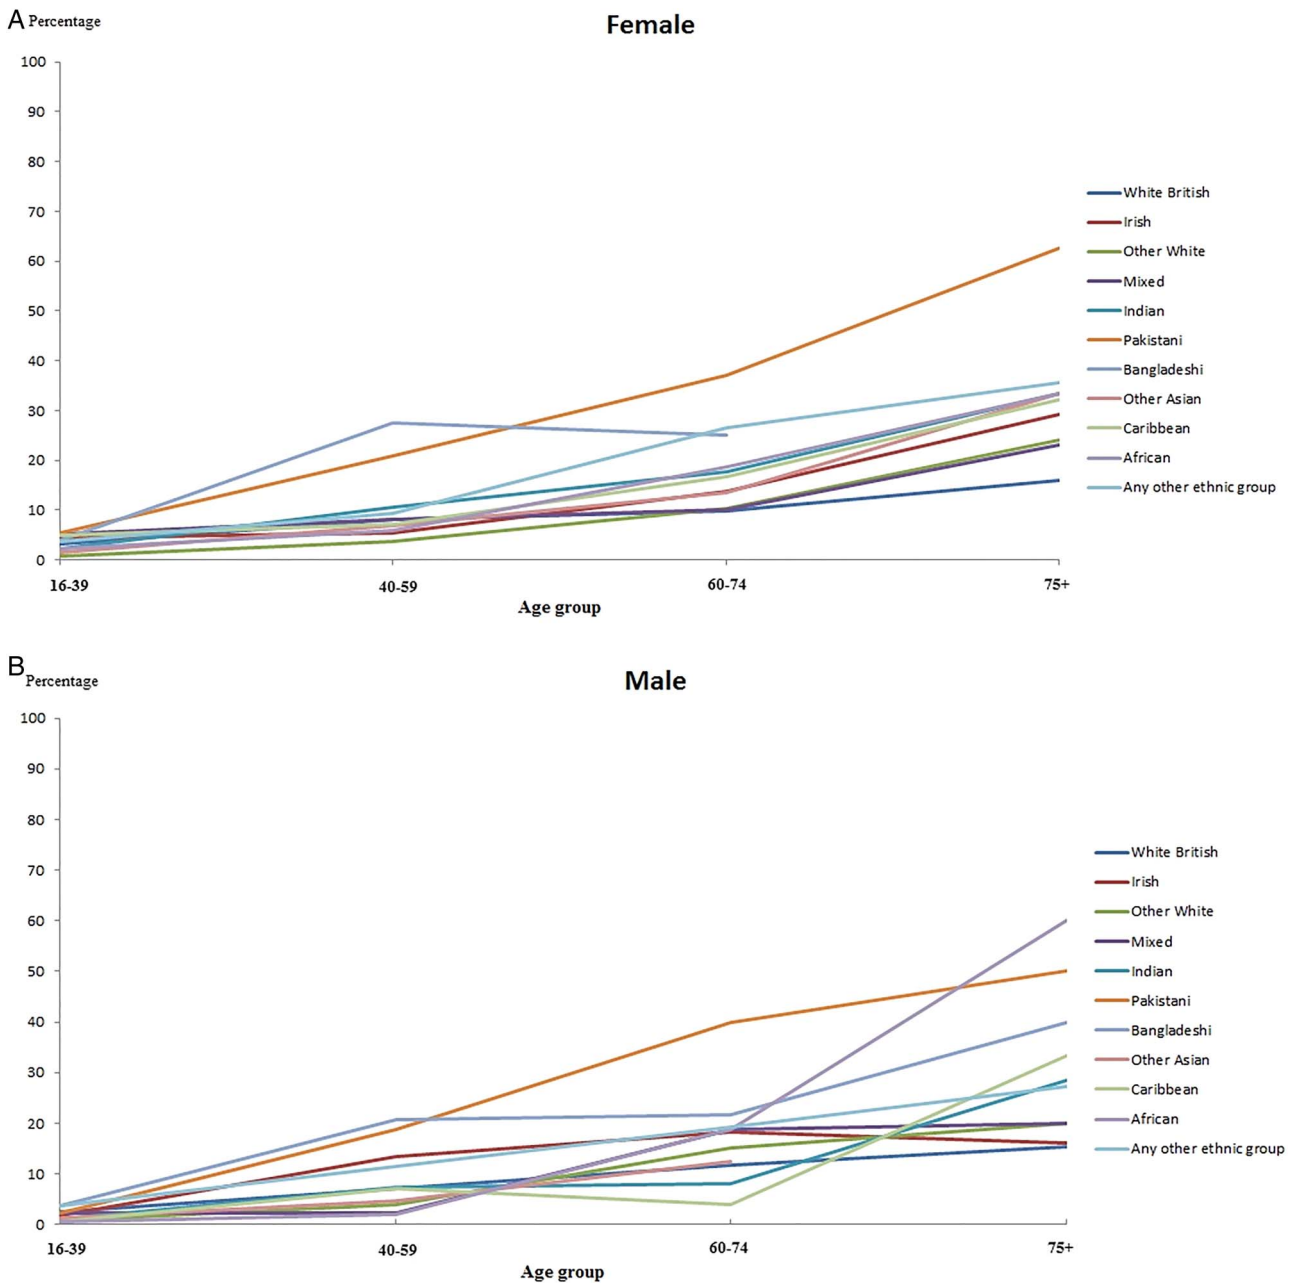 A Percentage
Female
100
90
80
70
60
50
40
30
20
10
0
16-39
40-59
60-74
75+
Age group
White British
Irish
Other White
Mixed
Indian
Pakistani
Bangladeshi
Other Asian
Caribbean
African
Any other ethnic group
B Percentage
Male
100
90
80
70
60
50
40
30
20
10
0
16-39
40-59
60-74
75+
Age group
White British
Irish
Other White
Mixed
Indian
Pakistani
Bangladeshi
Other Asian
Caribbean
African
Any other ethnic group